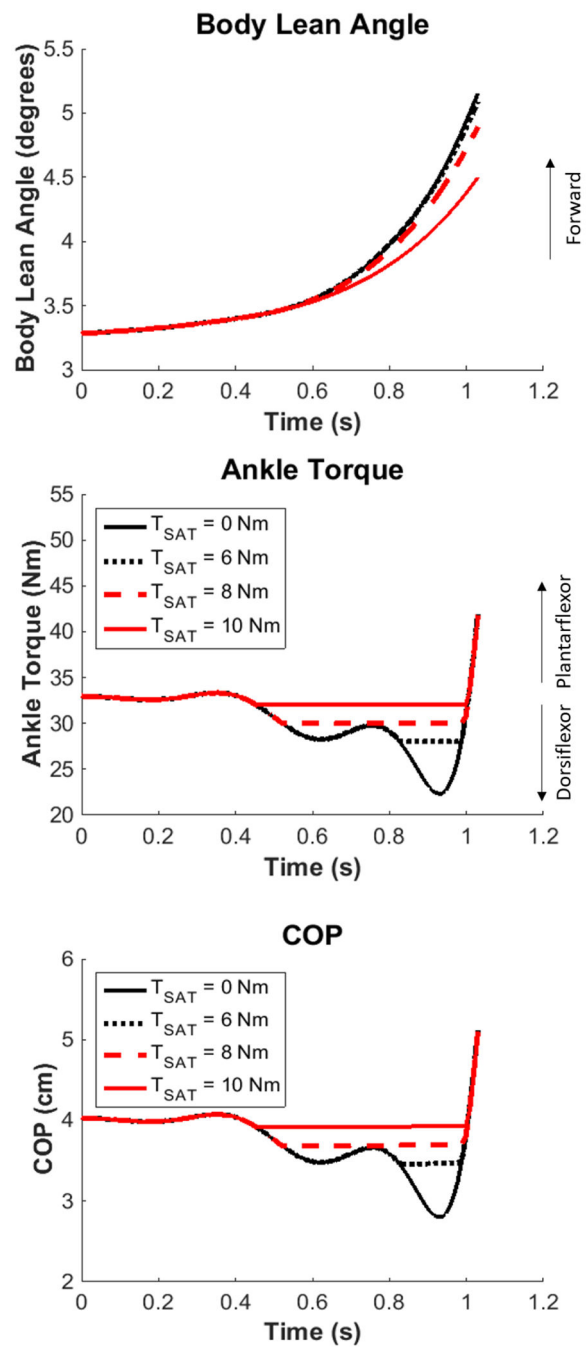 Body Lean Angle
Body Lean Angle (degrees)
5.5
5
4.5
4
3.5
3
0 0.2 0.4 0.6 0.8 1 1.2
Time (s)
Forward
Ankle Torque
Ankle Torque (Nm)
55
50
45
40
35
30
25
20
T_SAT = 0 Nm
T_SAT = 6 Nm
T_SAT = 8 Nm
T_SAT = 10 Nm
0 0.2 0.4 0.6 0.8 1 1.2
Time (s)
Plantarflexor
Dorsiflexor
COP
COP (cm)
6
5
4
3
2
T_SAT = 0 Nm
T_SAT = 6 Nm
T_SAT = 8 Nm
T_SAT = 10 Nm
0 0.2 0.4 0.6 0.8 1 1.2
Time (s)